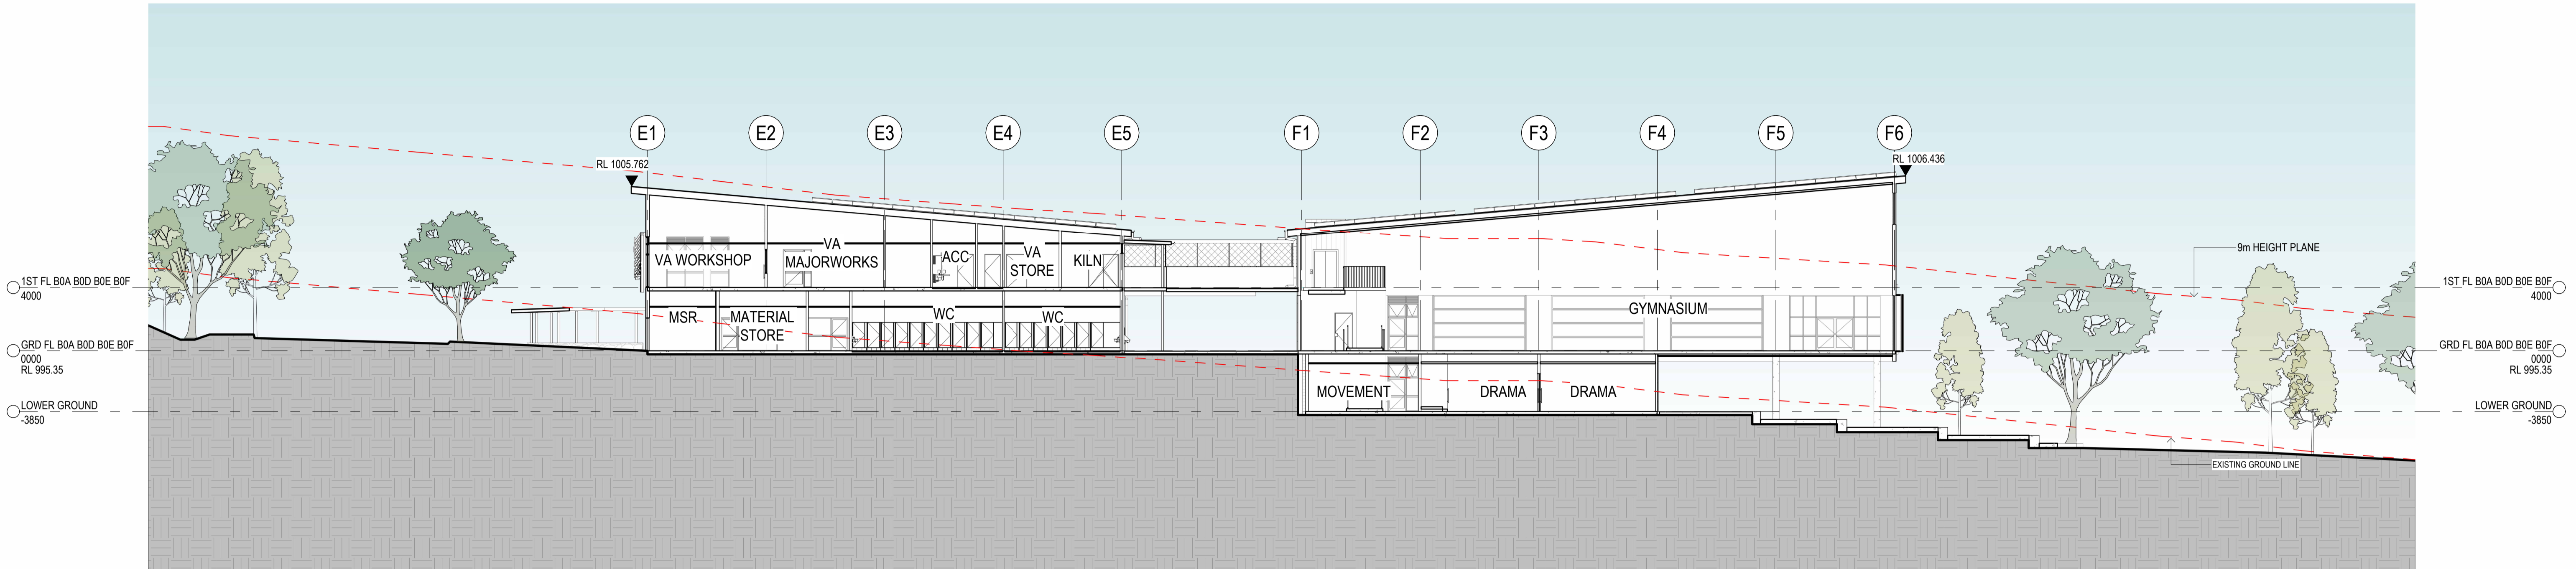 E1
E2
E3
E4
E5
F1
F2
F3
F4
F5
F6
RL 1005.762
RL 1006.436
9m HEIGHT PLANE
VA WORKSHOP
VA
MAJORWORKS
ACC
VA
STORE
KILN
1ST FL B0A B0D B0E B0F
4000
1ST FL B0A B0D B0E B0F
4000
MSR
MATERIAL
STORE
WC
WC
GYMNASIUM
GRD FL B0A B0D B0E B0F
0000
RL 995.35
GRD FL B0A B0D B0E B0F
0000
RL 995.35
MOVEMENT
DRAMA
DRAMA
LOWER GROUND
-3850
LOWER GROUND
-3850
EXISTING GROUND LINE